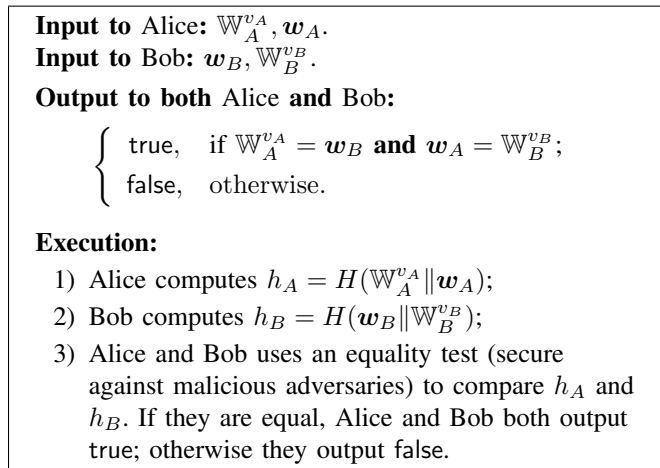 Input to Alice: 𝕎_A^{v_A}, w_A.
Input to Bob: w_B, 𝕎_B^{v_B}.
Output to both Alice and Bob:
{ true, if 𝕎_A^{v_A} = w_B and w_A = 𝕎_B^{v_B};
false, otherwise.
Execution:
1) Alice computes h_A = H(𝕎_A^{v_A}‖w_A);
2) Bob computes h_B = H(w_B‖𝕎_B^{v_B});
3) Alice and Bob uses an equality test (secure
against malicious adversaries) to compare h_A and
h_B. If they are equal, Alice and Bob both output
true; otherwise they output false.